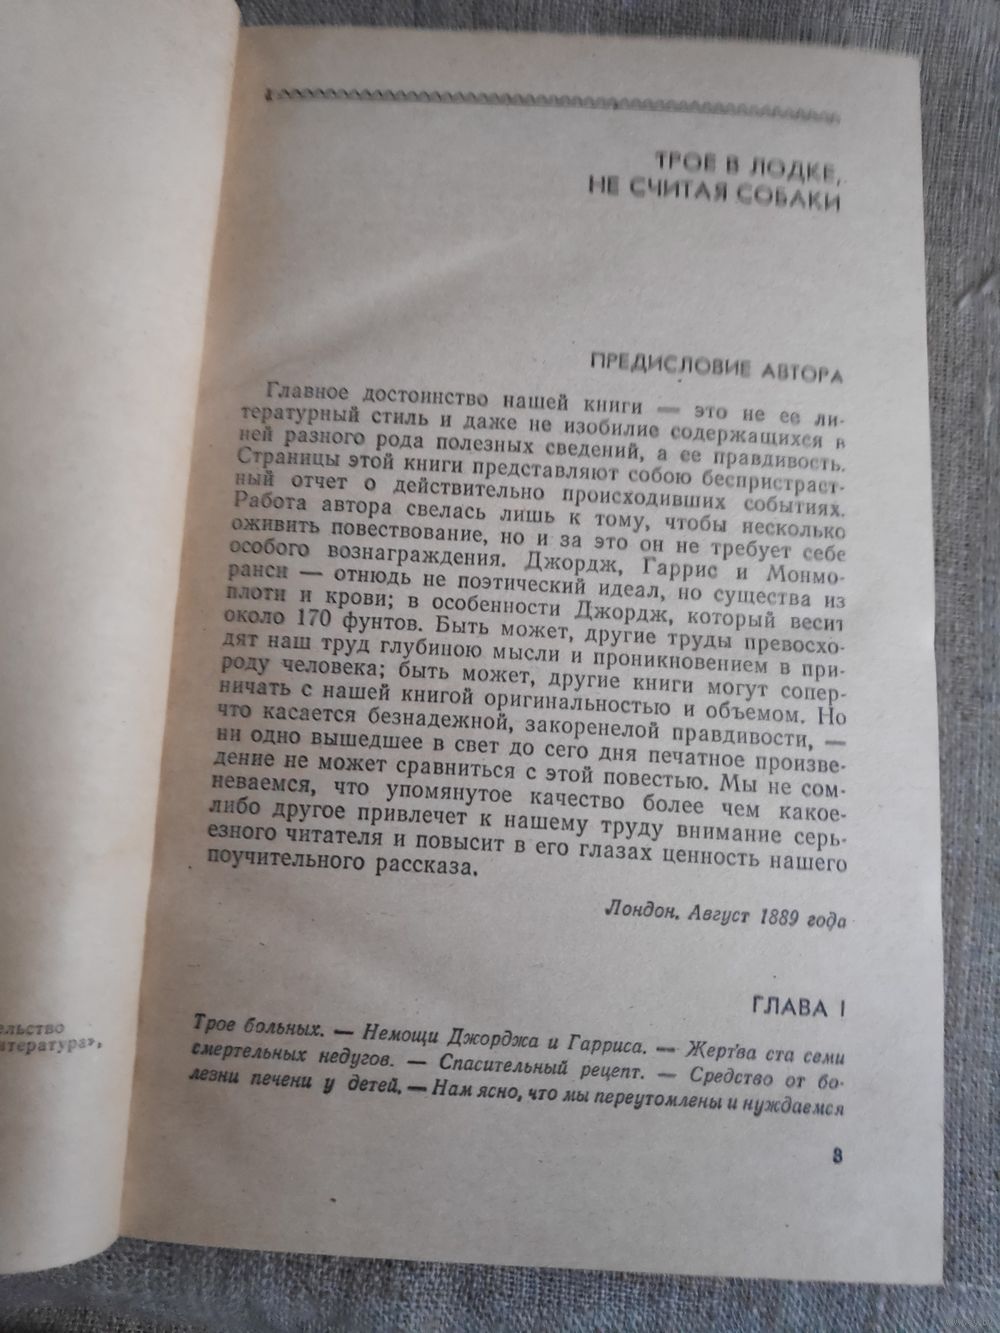 ТРОЕ В ЛОДКЕ,
НЕ СЧИТАЯ СОБАКИ
ПРЕДИСЛОВИЕ АВТОРА
Главное достоинство нашей книги — это не ее ли-
тературный стиль и даже не изобилие содержащихся в
ней разного рода полезных сведений, а ее правдивость.
Страницы этой книги представляют собою беспристраст-
ный отчет о действительно происходивших событиях.
Работа автора свелась лишь к тому, чтобы несколько
оживить повествование, но и за это он не требует себе
особого вознаграждения. Джордж, Гаррис и Монмо-
ранси — отнюдь не поэтический идеал, но существа из
плоти и крови; в особенности Джордж, который весит
около 170 фунтов. Быть может, другие труды превосхо-
дят наш труд глубиною мысли и проникновением в при-
роду человека; быть может, другие книги могут сопер-
ничать с нашей книгой оригинальностью и объемом. Но
что касается безнадежной, закоренелой правдивости, —
ни одно вышедшее в свет до сего дня печатное произве-
дение не может сравниться с этой повестью. Мы не сом-
неваемся, что упомянутое качество более чем какое-
либо другое привлечет к нашему труду внимание серь-
езного читателя и повысит в его глазах ценность нашего
поучительного рассказа.
Лондон. Август 1889 года
ГЛАВА I
Трое больных. — Немощи Джорджа и Гарриса. — Жертва ста семи
смертельных недугов. — Спасительный рецепт. — Средство от бо-
лезни печени у детей. — Нам ясно, что мы переутомлены и нуждаемся
3
ельство
итература»,